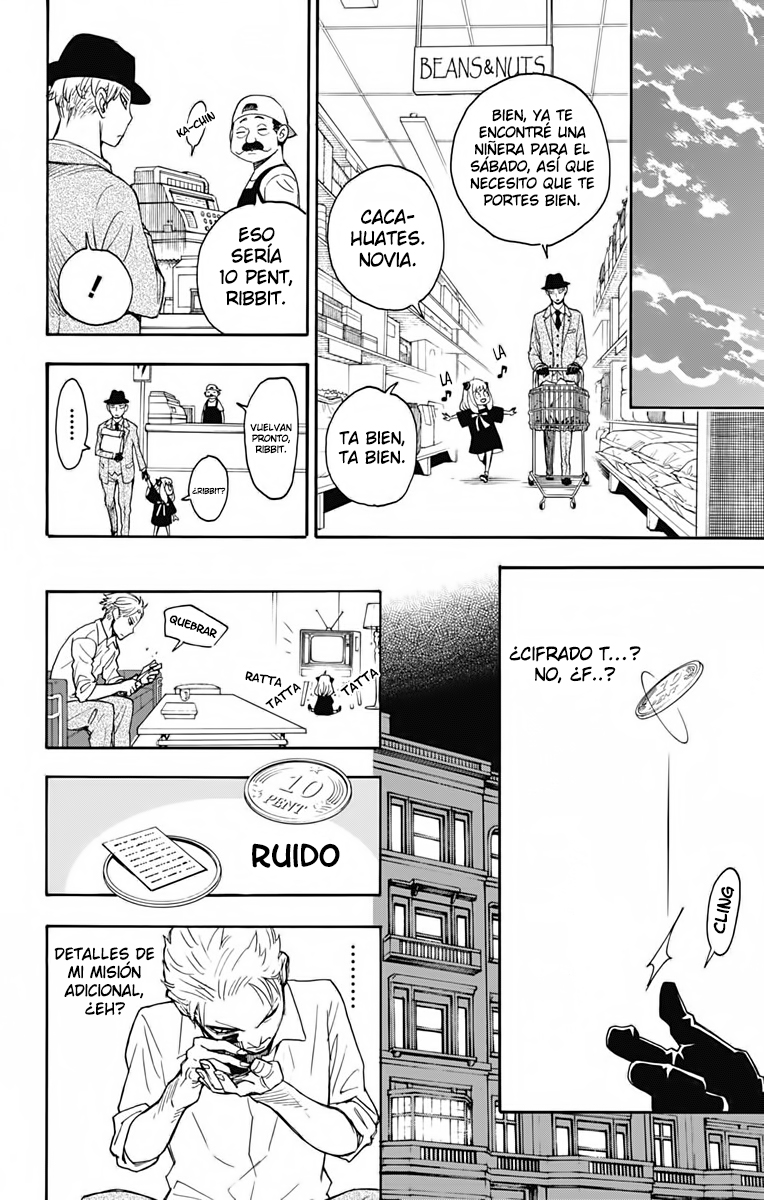 BEANS&NUTS
BIEN, YA TE
ENCONTRÉ UNA
NIÑERA PARA EL
SÁBADO, ASÍ QUE
NECESITO QUE TE
PORTES BIEN.
CACA-
HUATES.
NOVIA.
LA
LA
TA BIEN,
TA BIEN.
KA-CHIN
ESO
SERÍA
10 PENT,
RIBBIT.
!
VUELVAN
PRONTO,
RIBBIT.
¿RIBBIT?
....
¿CIFRADO T...?
NO, ¿F..?
CLING
QUEBRAR
RATTA
TATTA
TATTA
10
PENT
RUIDO
........
DETALLES DE
MI MISIÓN
ADICIONAL,
¿EH?